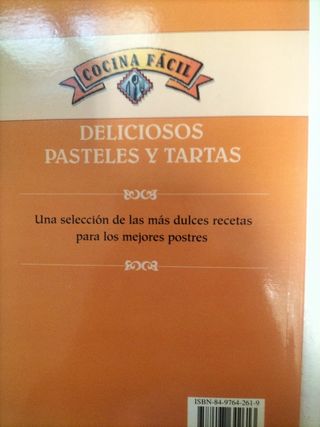 COCINA FÁCIL
DELICIOSOS
PASTELES Y TARTAS
Una selección de las más dulces recetas
para los mejores postres
ISBN-84-9764-261-9